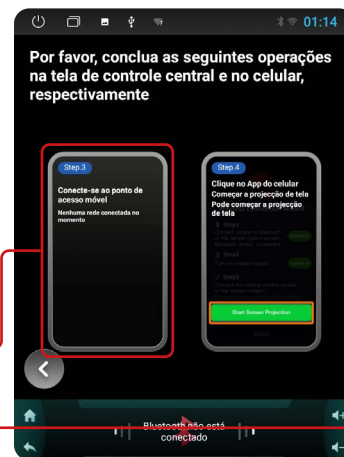 01:14
Por favor, conclua as seguintes operações
na tela de controle central e no celular,
respectivamente
Step.3
Conecte-se ao ponto de
acesso móvel
Nenhuma rede conectada no
momento
Step.4
Clique no App do celular
Começar a projecção de tela
Pode começar a projecção
de tela
Start Screen Projection
Bluetooth não está
conectado